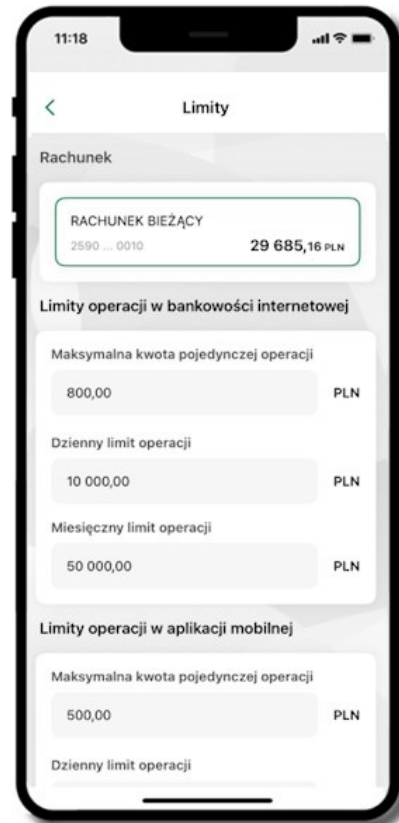 11:18
Limity
Rachunek
RACHUNEK BIEŻĄCY
2590 ... 0010 29 685,16 PLN
Limity operacji w bankowości internetowej
Maksymalna kwota pojedynczej operacji
800,00 PLN
Dzienny limit operacji
10 000,00 PLN
Miesięczny limit operacji
50 000,00 PLN
Limity operacji w aplikacji mobilnej
Maksymalna kwota pojedynczej operacji
500,00 PLN
Dzienny limit operacji